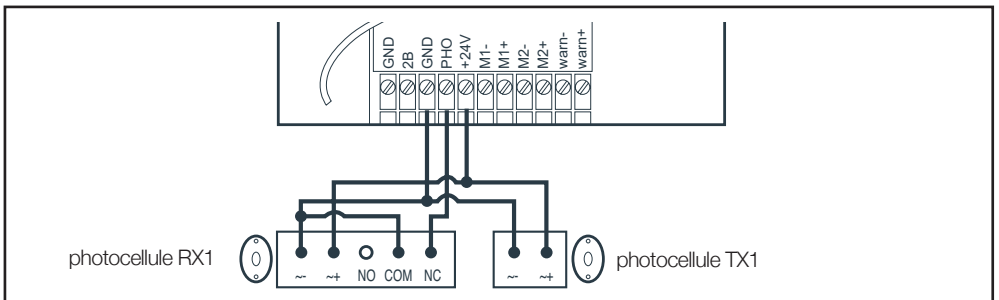 GND 2B GND PHO +24V M1- M1+ M2- M2+ warn- warn+
photocellule RX1
~- ~+ NO COM NC
~- ~+
photocellule TX1